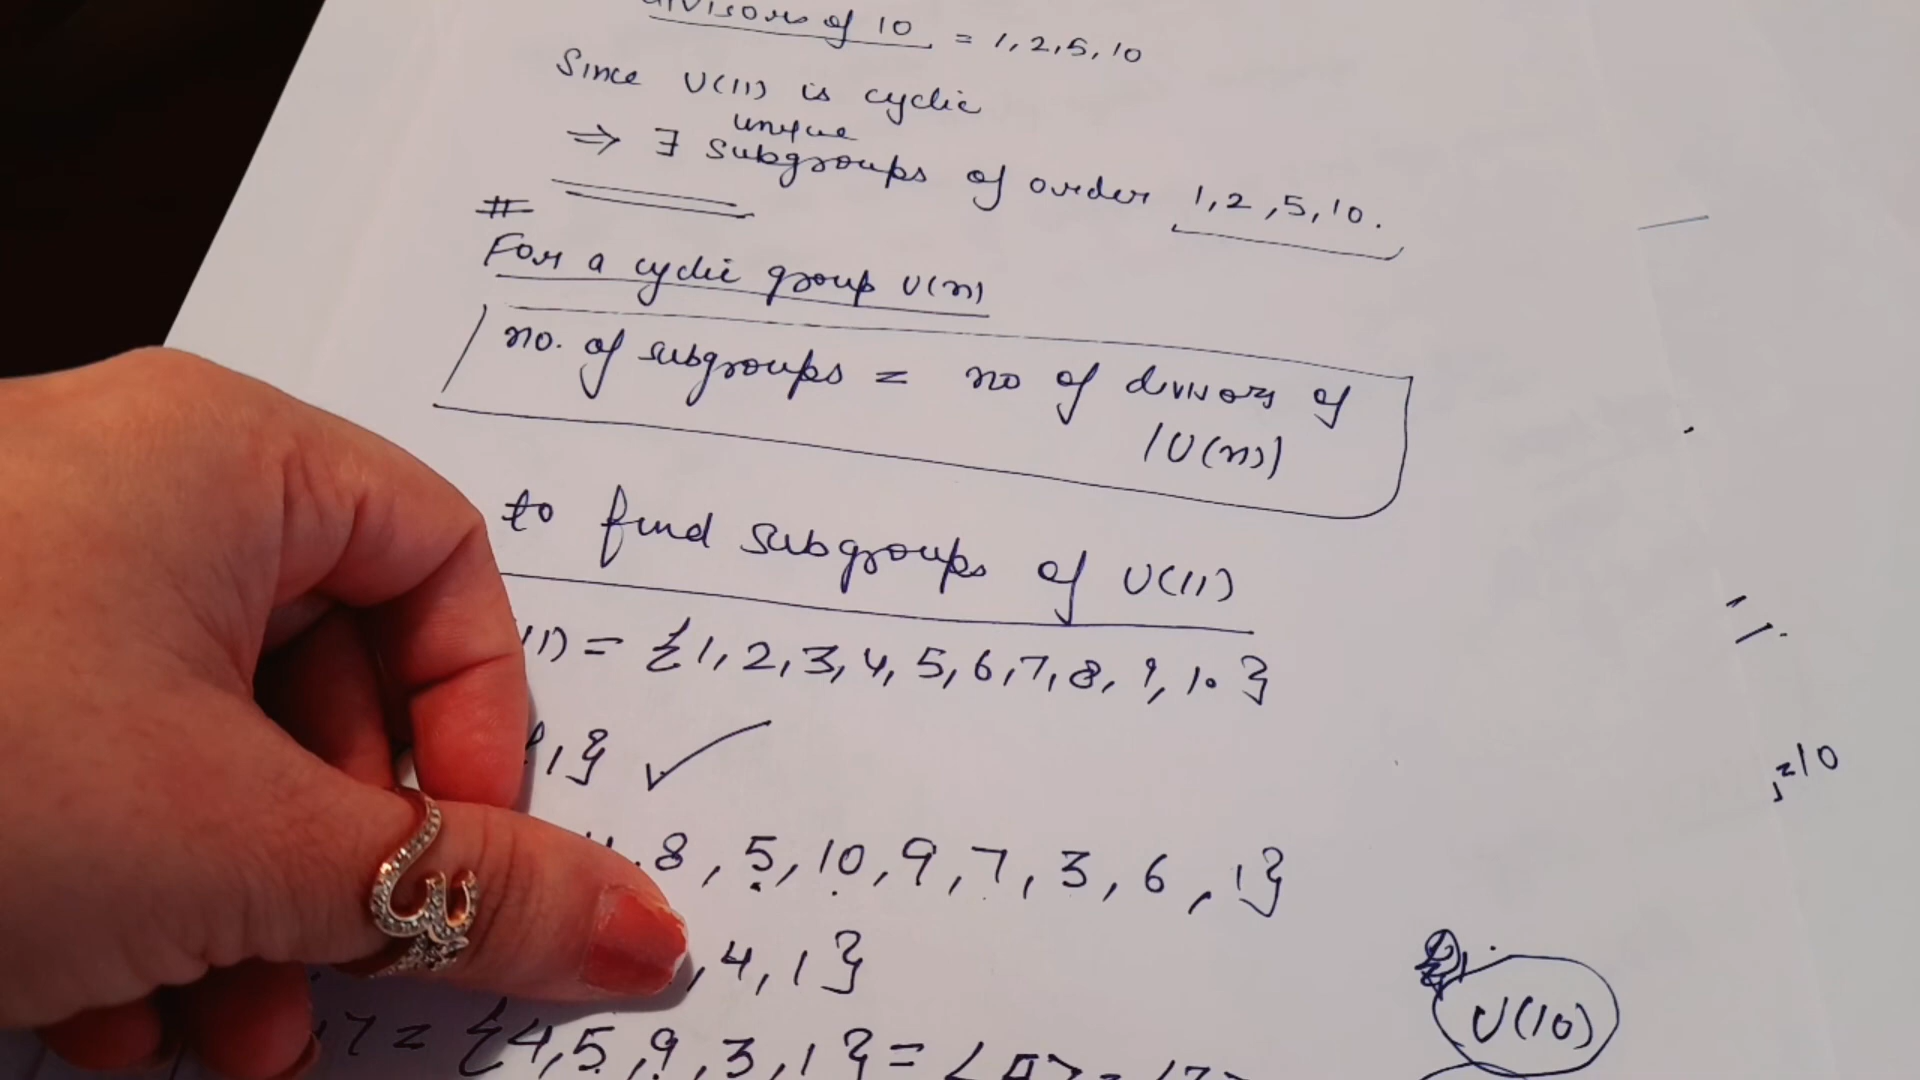 divisors of 10 = 1, 2, 5, 10
Since U(11) is cyclic
unique
⇒ ∃ subgroups of order 1, 2, 5, 10.
#
For a cyclic group U(n)
no. of subgroups = no of divisors of
|U(n)|
to find subgroups of U(11)
11) = {1, 2, 3, 4, 5, 6, 7, 8, 9, 10}
1} ✓
8, 5, 10, 9, 7, 3, 6, 1}
, 4, 1}
= {4, 5, 9, 3, 1} =
U(10)